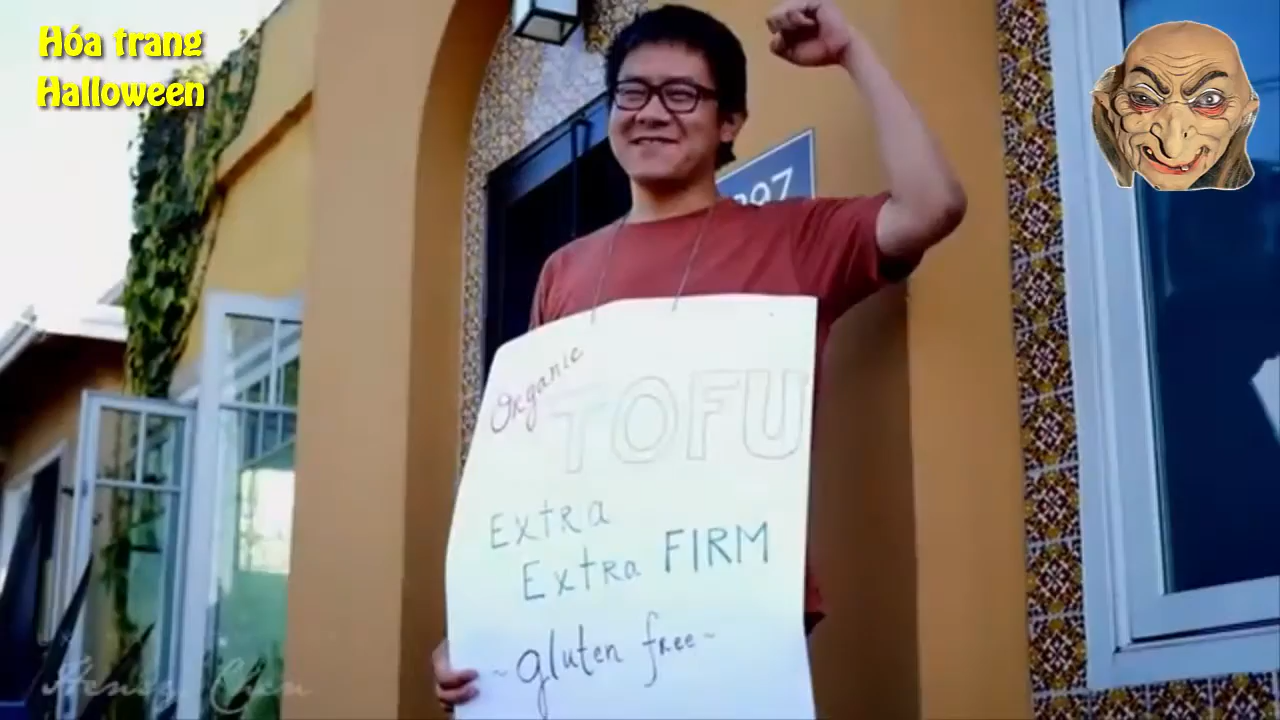 Hóa trang
Halloween
Organic
TOFU
Extra
Extra FIRM
~gluten free~